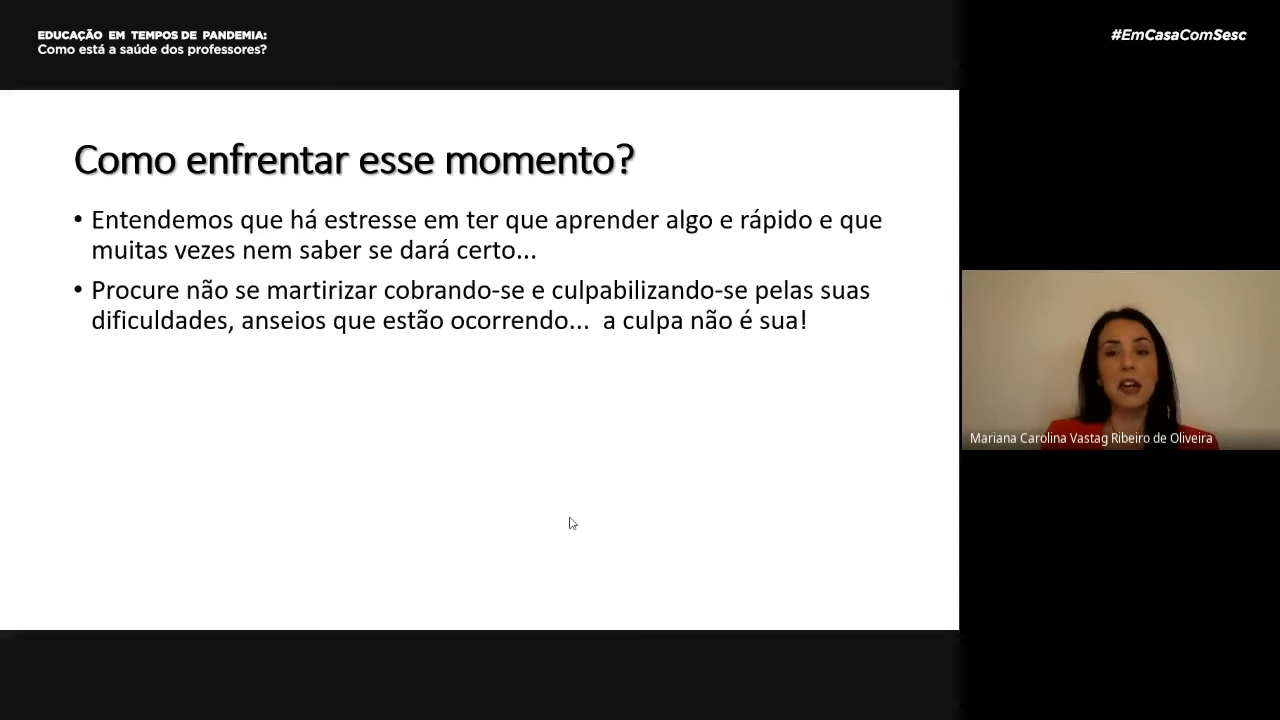 EDUCAÇÃO EM TEMPOS DE PANDEMIA:
Como está a saúde dos professores?
#EmCasaComSesc
Como enfrentar esse momento?
• Entendemos que há estresse em ter que aprender algo e rápido e que
muitas vezes nem saber se dará certo...
• Procure não se martirizar cobrando-se e culpabilizando-se pelas suas
dificuldades, anseios que estão ocorrendo... a culpa não é sua!
Mariana Carolina Vastag Ribeiro de Oliveira